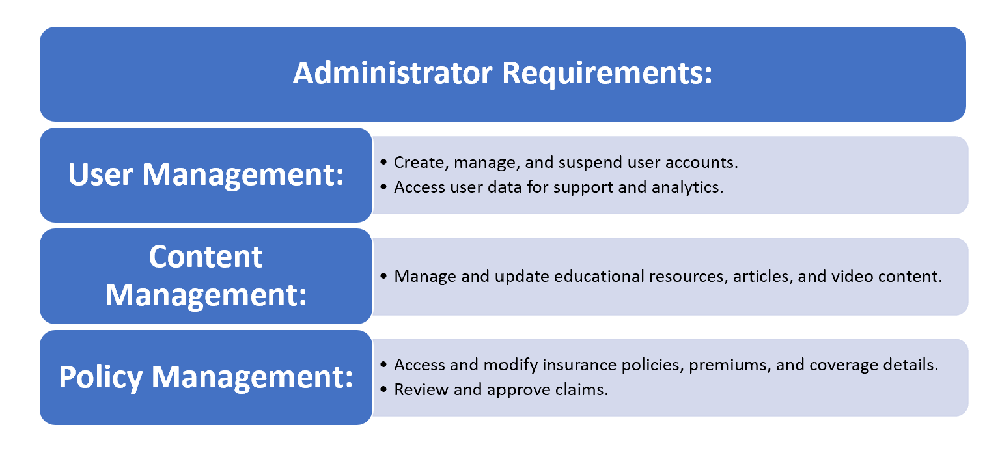 Administrator Requirements:
User Management:
• Create, manage, and suspend user accounts.
• Access user data for support and analytics.
Content
Management:
• Manage and update educational resources, articles, and video content.
Policy Management:
• Access and modify insurance policies, premiums, and coverage details.
• Review and approve claims.